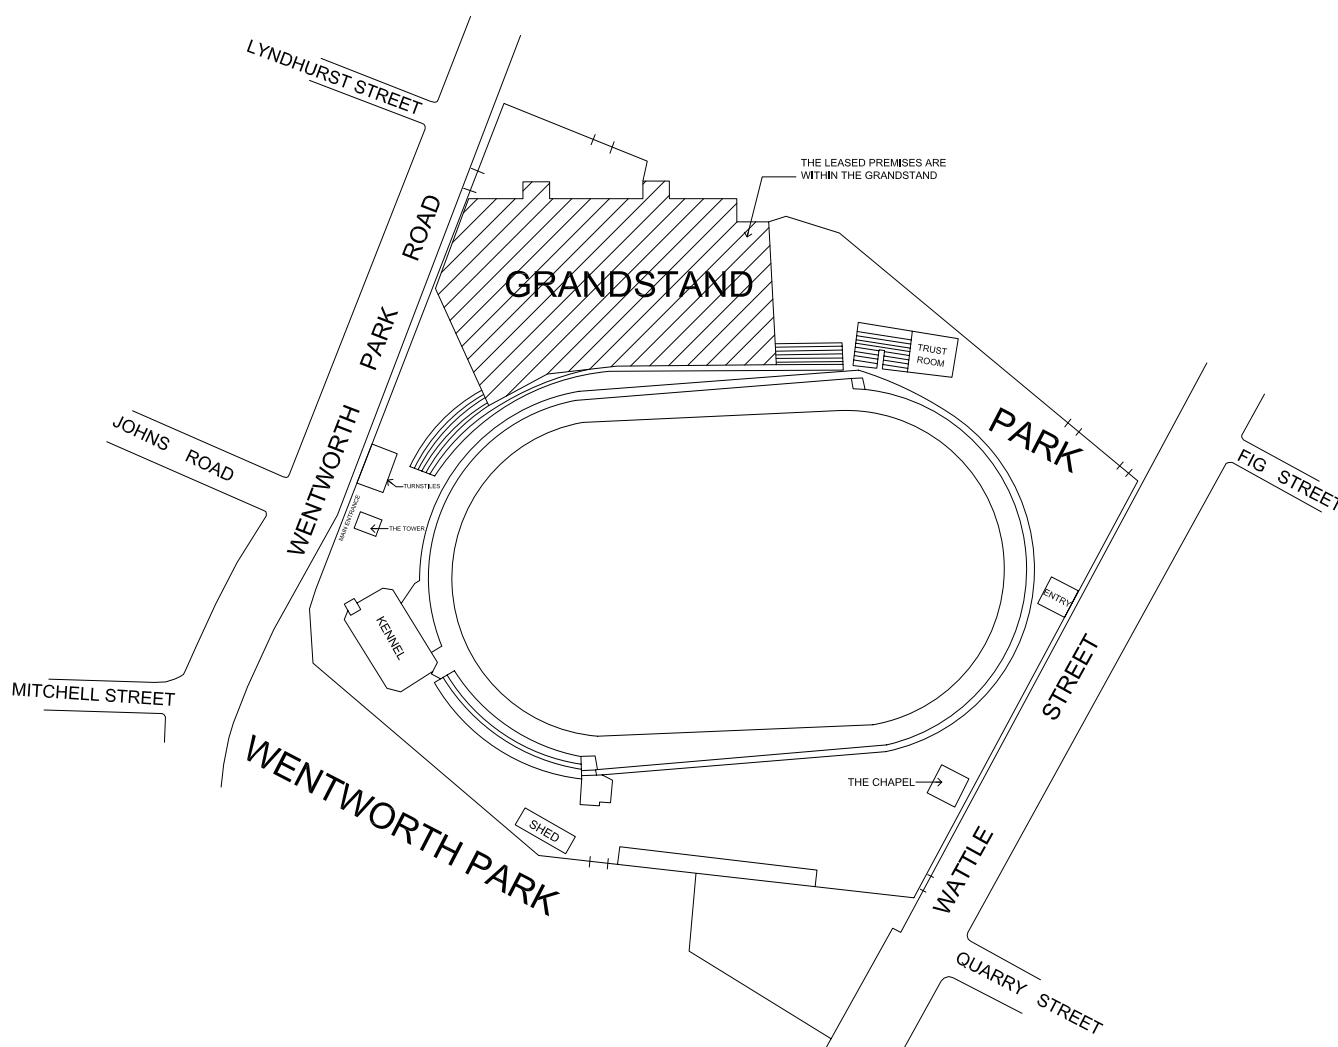 LYNDHURST STREET
THE LEASED PREMISES ARE
WITHIN THE GRANDSTAND
GRANDSTAND
TRUST
ROOM
WENTWORTH PARK ROAD
PARK
JOHNS ROAD
FIG STREET
TURNSTILES
MAIN ENTRANCE
THE TOWER
ENTRY
KENNEL
MITCHELL STREET
WENTWORTH PARK
THE CHAPEL
SHED
WATTLE STREET
QUARRY STREET